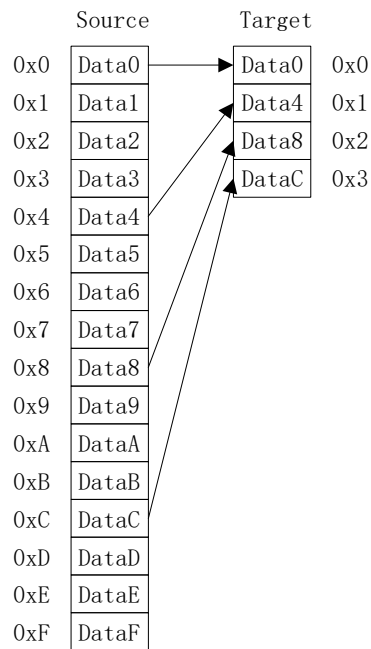 Source Target
0x0 Data0 Data0 0x0
0x1 Data1 Data4 0x1
0x2 Data2 Data8 0x2
0x3 Data3 DataC 0x3
0x4 Data4
0x5 Data5
0x6 Data6
0x7 Data7
0x8 Data8
0x9 Data9
0xA DataA
0xB DataB
0xC DataC
0xD DataD
0xE DataE
0xF DataF